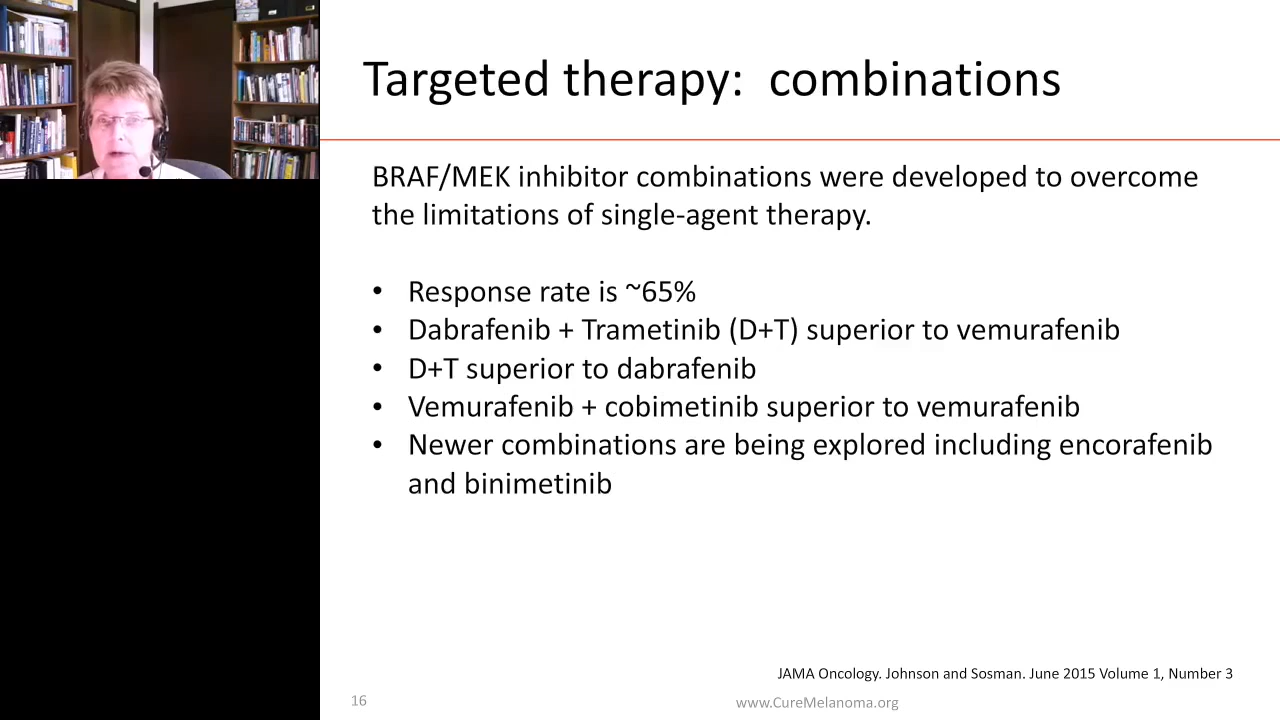 Targeted therapy: combinations
BRAF/MEK inhibitor combinations were developed to overcome
the limitations of single-agent therapy.
• Response rate is ~65%
• Dabrafenib + Trametinib (D+T) superior to vemurafenib
• D+T superior to dabrafenib
• Vemurafenib + cobimetinib superior to vemurafenib
• Newer combinations are being explored including encorafenib
and binimetinib
JAMA Oncology. Johnson and Sosman. June 2015 Volume 1, Number 3
16
www.CureMelanoma.org